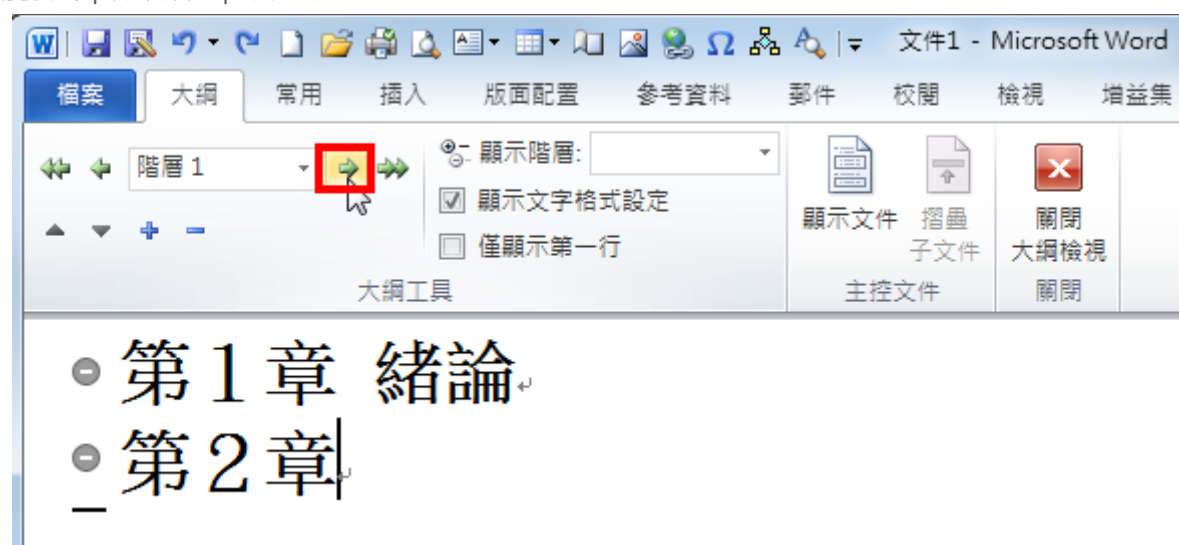 文件1 - Microsoft Word
檔案 大綱 常用 插入 版面配置 參考資料 郵件 校閱 檢視 增益集
階層 1 顯示階層:
顯示文字格式設定
僅顯示第一行
大綱工具
顯示文件 摺疊子文件
主控文件
關閉大綱檢視
關閉
第1章 緒論
第2章